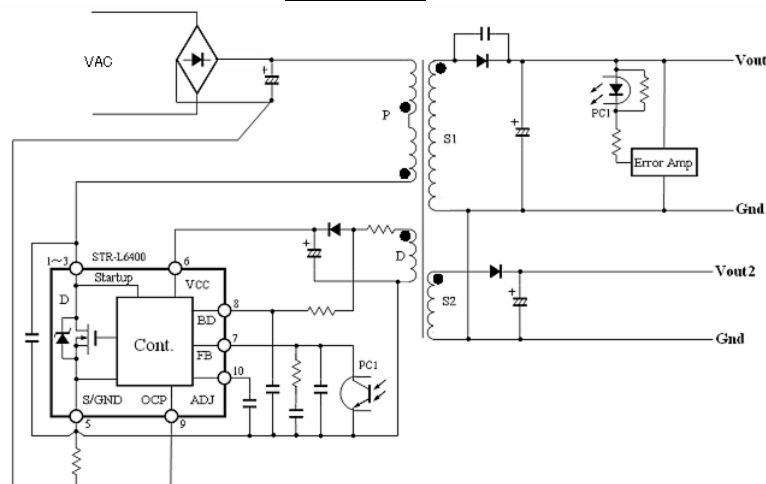 VAC
Vout
PC1
P
S1
Error Amp
Gnd
STR-L6400
1~3
6
D
Startup
VCC
Vout2
D
8
BD
S2
Cont.
7
FB
Gnd
PC1
10
S/GND
OCP
ADJ
5
9